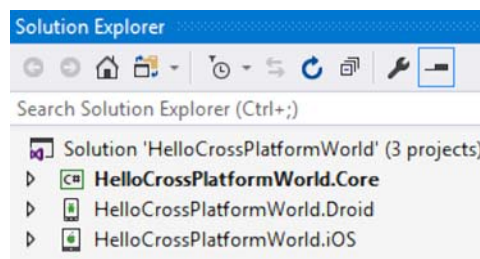 Solution Explorer
Search Solution Explorer (Ctrl+;)
Solution 'HelloCrossPlatformWorld' (3 projects)
C# HelloCrossPlatformWorld.Core
HelloCrossPlatformWorld.Droid
HelloCrossPlatformWorld.iOS